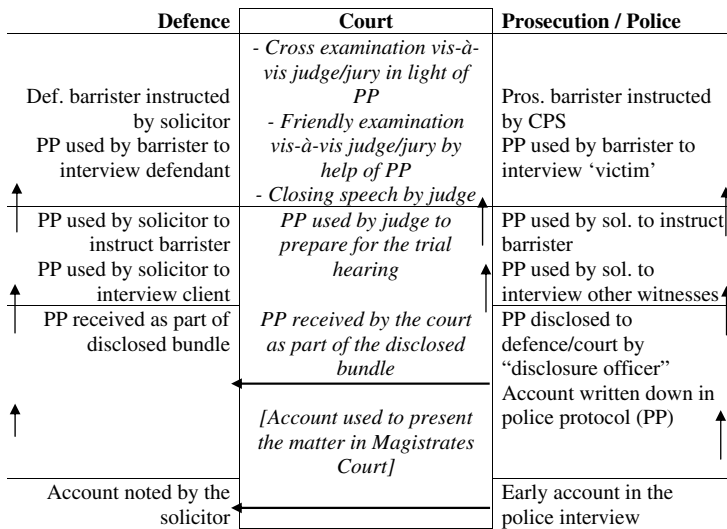 Defence
Court
Prosecution / Police
Def. barrister instructed
by solicitor
PP used by barrister to
interview defendant
- Cross examination vis-à-
vis judge/jury in light of
PP
- Friendly examination
vis-à-vis judge/jury by
help of PP
- Closing speech by judge
Pros. barrister instructed
by CPS
PP used by barrister to
interview ‘victim’
PP used by solicitor to
instruct barrister
PP used by solicitor to
interview client
PP used by judge to
prepare for the trial
hearing
PP used by sol. to instruct
barrister
PP used by sol. to
interview other witnesses
PP received as part of
disclosed bundle
PP received by the court
as part of the disclosed
bundle
[Account used to present
the matter in Magistrates
Court]
PP disclosed to
defence/court by
“disclosure officer”
Account written down in
police protocol (PP)
Account noted by the
solicitor
Early account in the
police interview